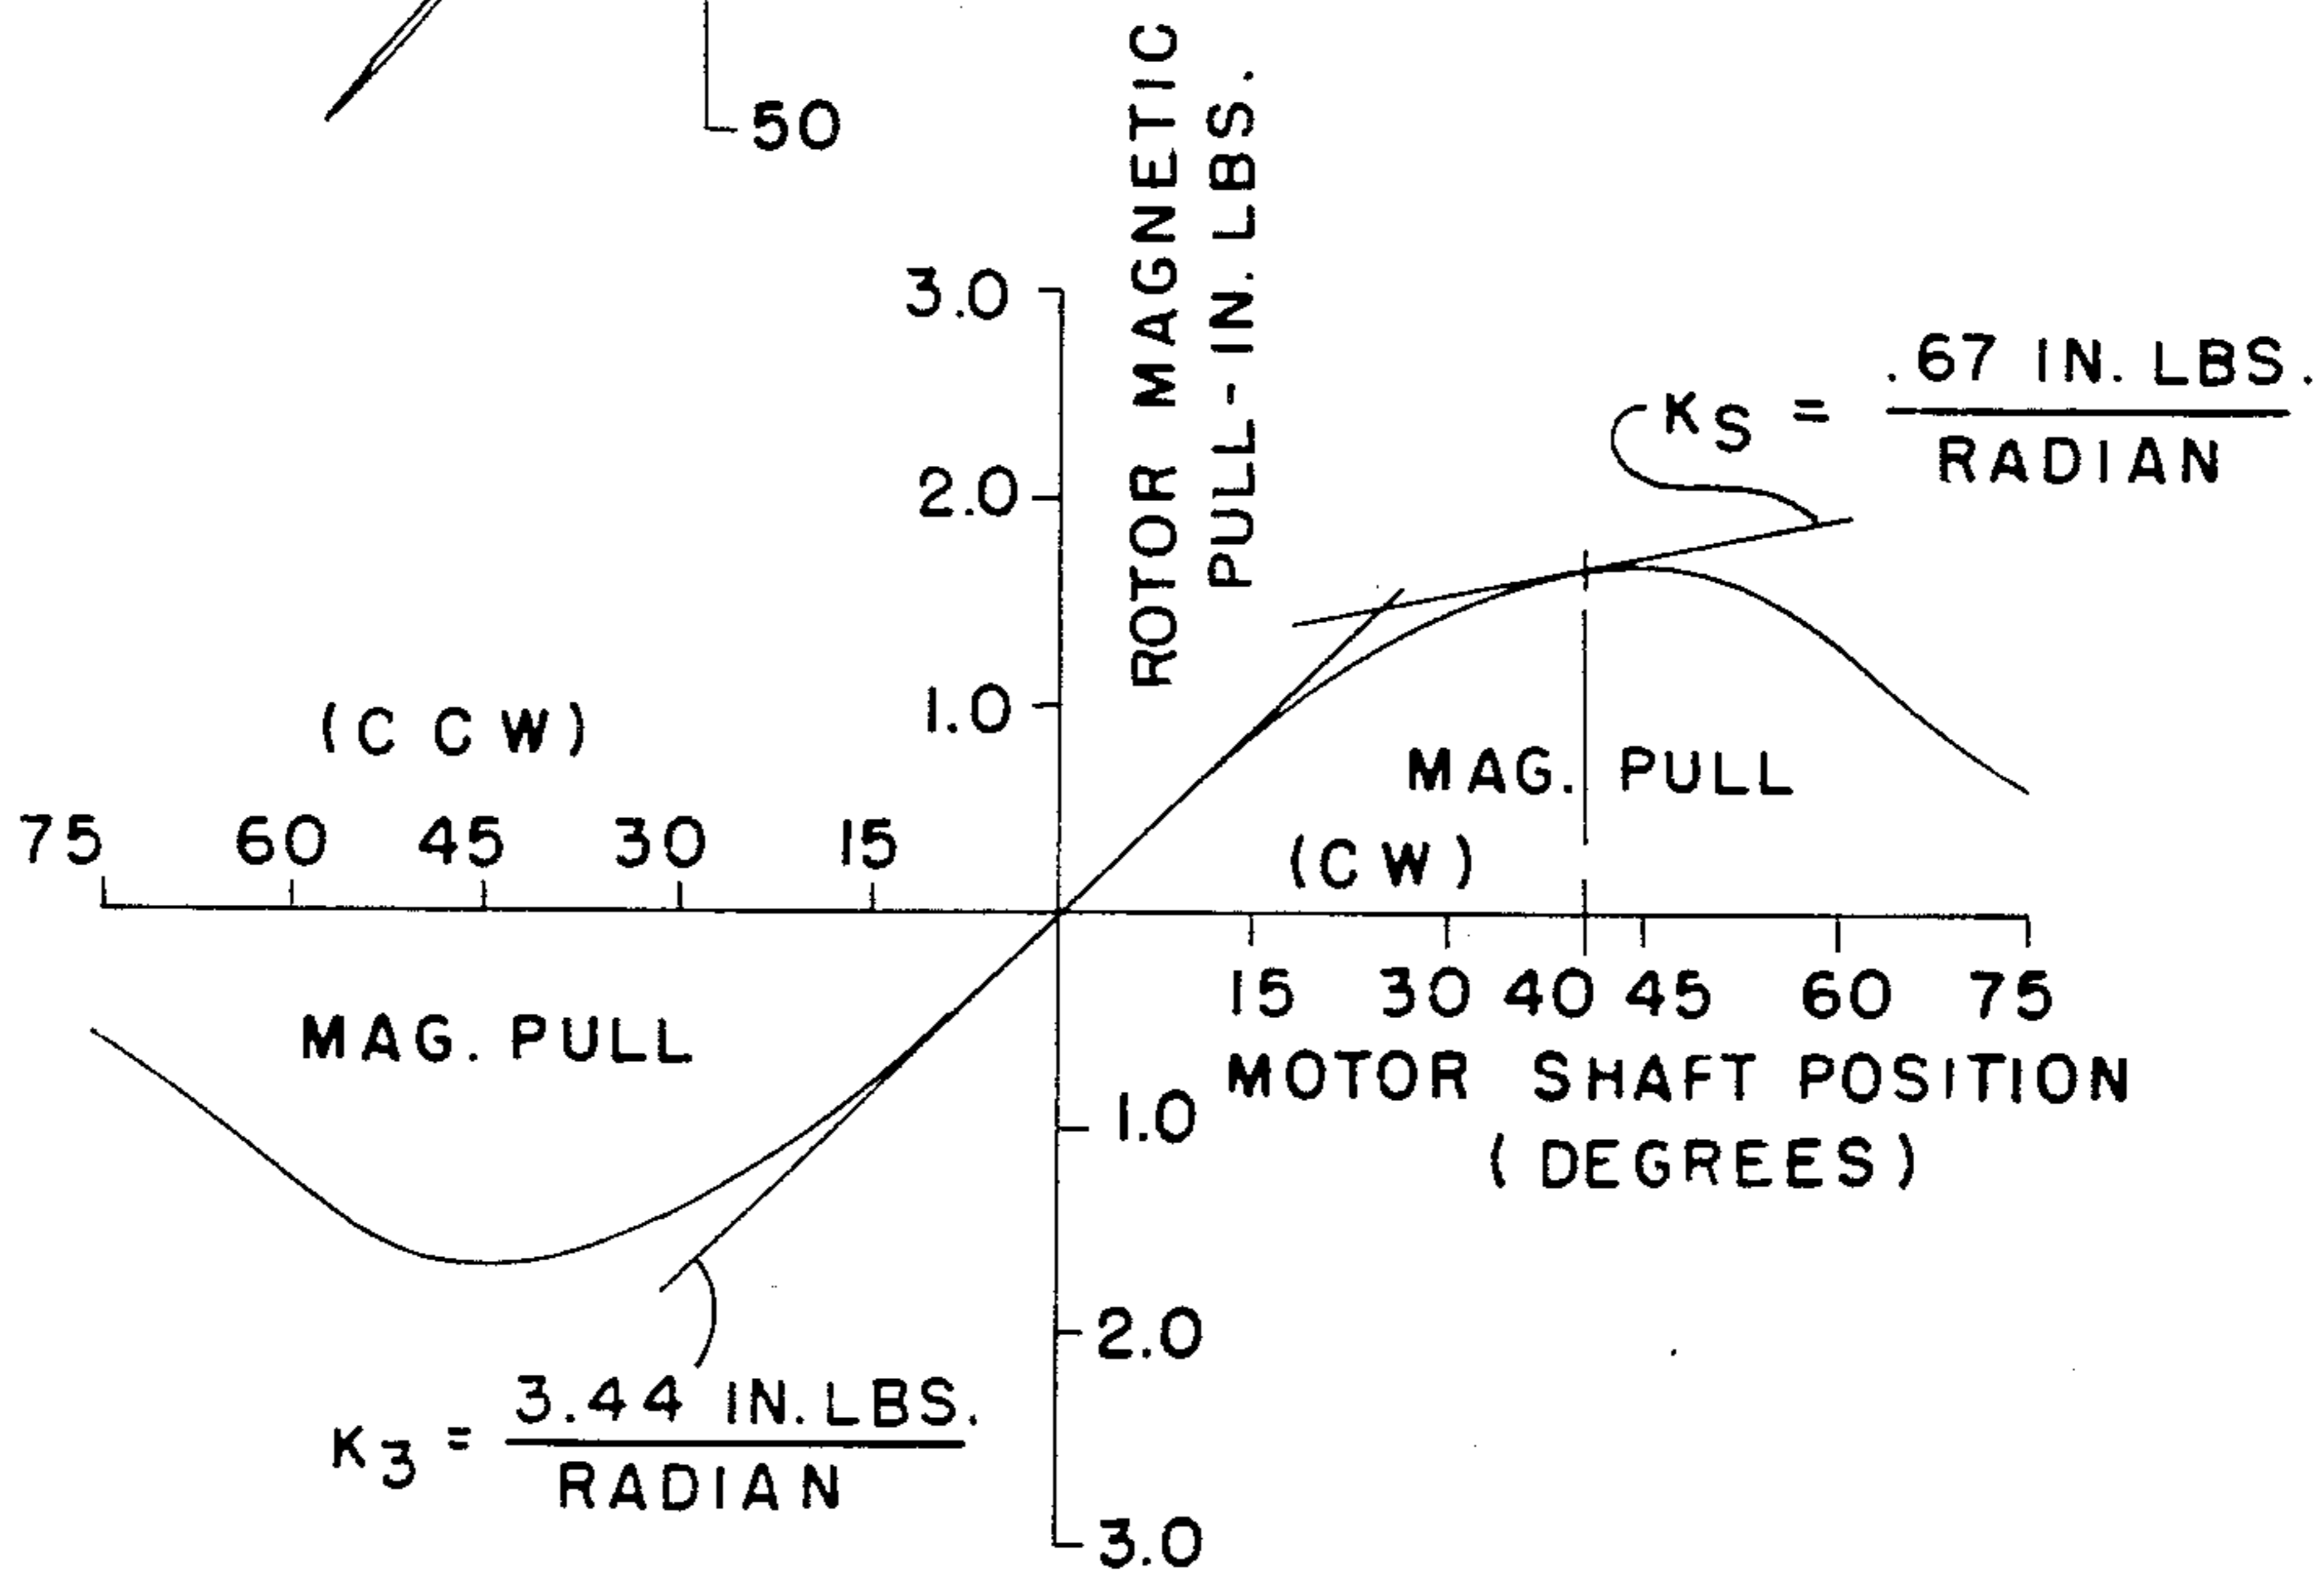 50
ROTOR MAGNETIC
PULL-IN. LBS.
3.0
2.0
1.0
KS = .67 IN. LBS.
RADIAN
(CCW)
75 60 45 30 15
MAG. PULL
(CW)
15 30 40 45 60 75
MOTOR SHAFT POSITION
(DEGREES)
MAG. PULL
1.0
2.0
3.0
K3 = 3.44 IN. LBS.
RADIAN